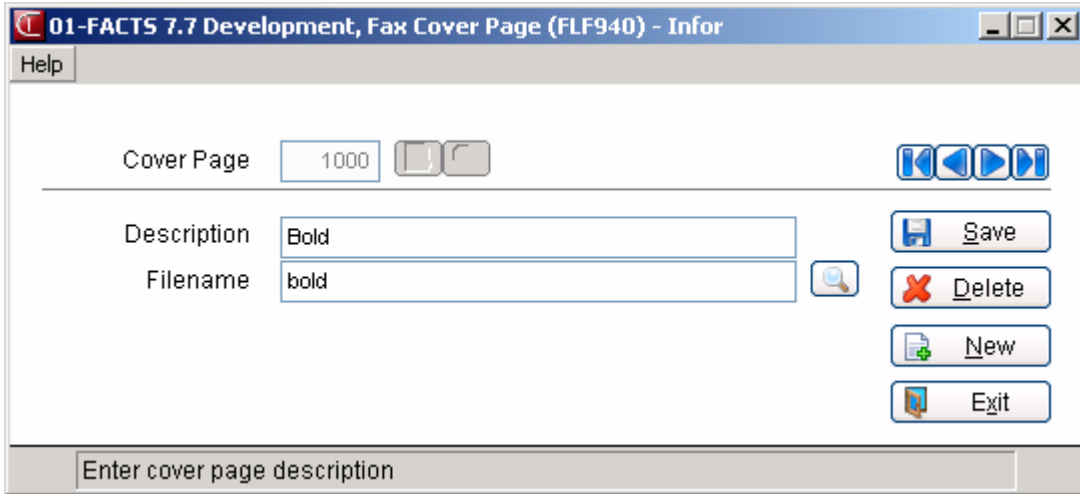 01-FACTS 7.7 Development, Fax Cover Page (FLF940) - Infor
Help
Cover Page 1000
Description Bold
Save
Filename bold
Delete
New
Exit
Enter cover page description